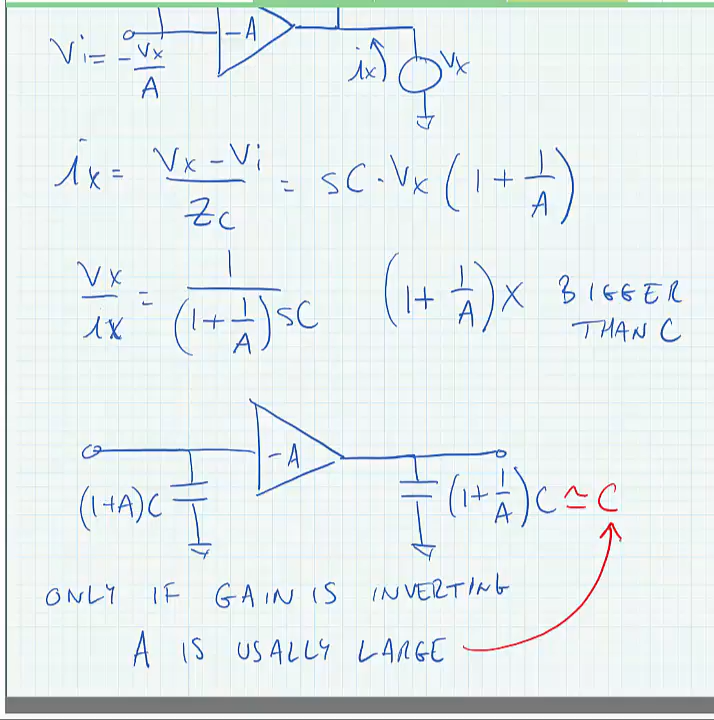 -A
Vi = -Vx/A
ix) Vx
ix = (Vx - Vi)/Zc = SC · Vx (1 + 1/A)
Vx/ix = 1/((1 + 1/A) SC) (1 + 1/A) X BIGGER
THAN C
-A
(1+A)C (1 + 1/A) C ≃ C
ONLY IF GAIN IS INVERTING
A IS USALLY LARGE